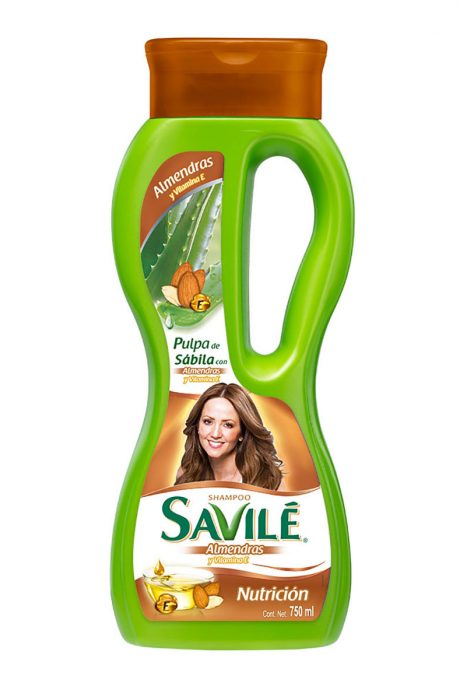 Almendras
y Vitamina E
E
Pulpa de
Sábila con
Almendras
y Vitamina E
SHAMPOO
SAVILÉ®
Almendras
y Vitamina E
E
Nutrición
Cont. Net. 750 ml